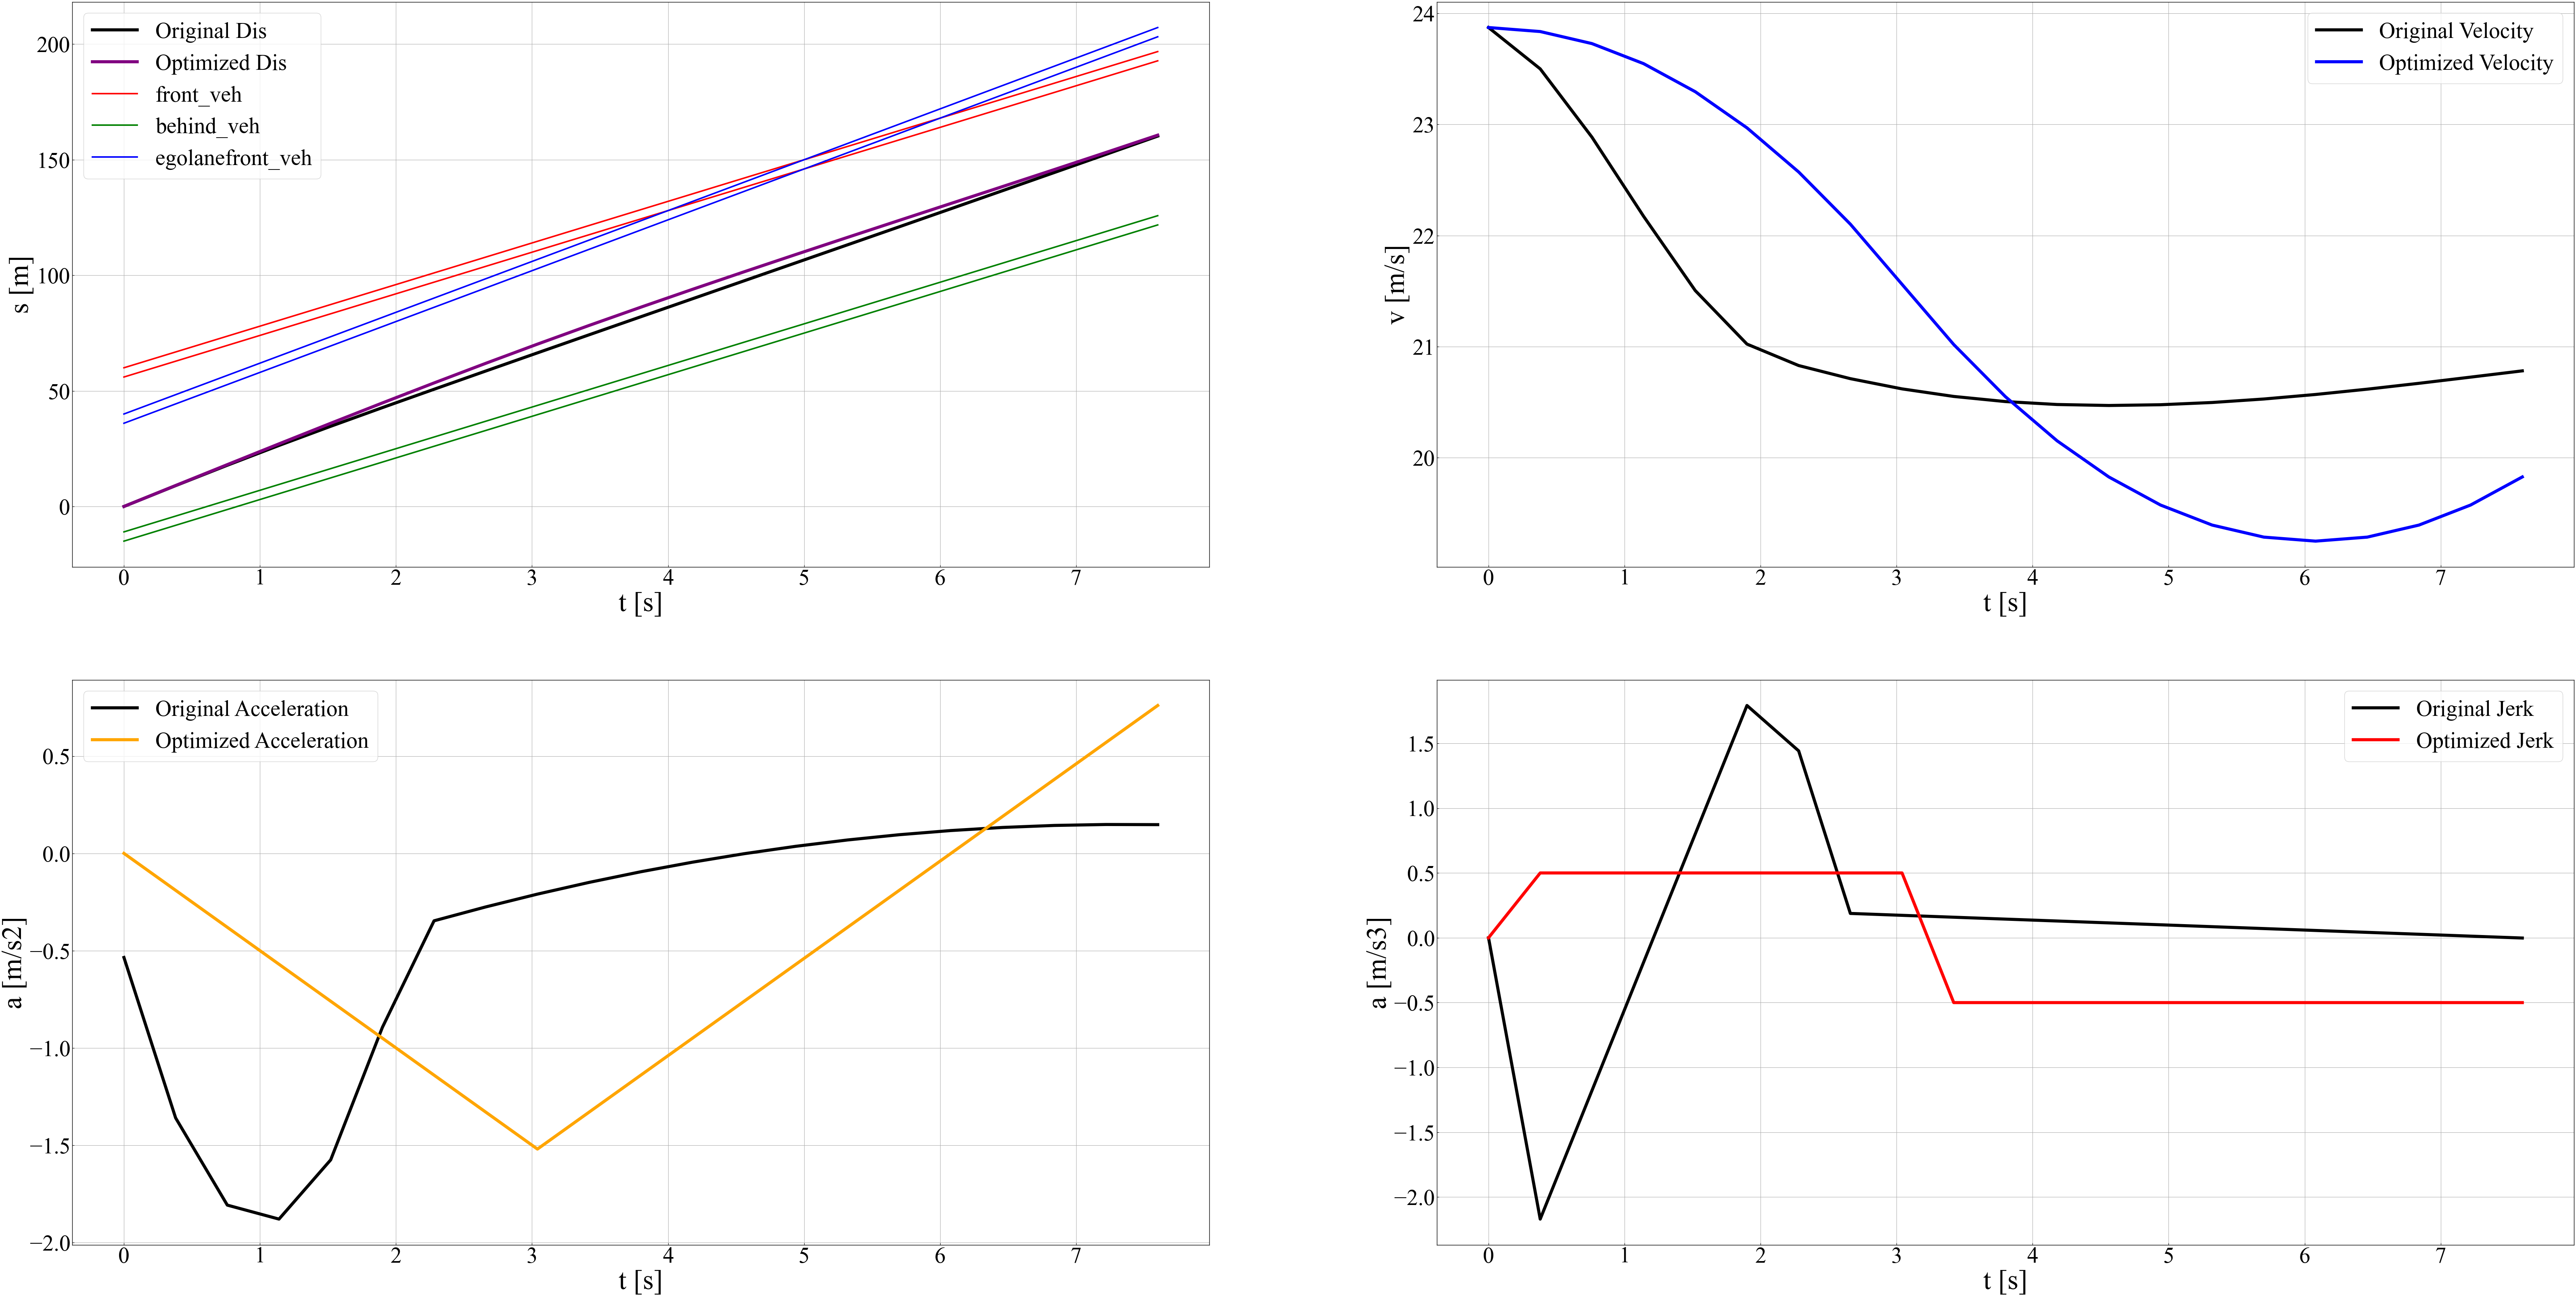 Original Dis
Optimized Dis
front_veh
behind_veh
egolanefront_veh
200
150
100
50
0
s [m]
0 1 2 3 4 5 6 7
t [s]
Original Velocity
Optimized Velocity
24
23
22
21
20
v [m/s]
0 1 2 3 4 5 6 7
t [s]
Original Acceleration
Optimized Acceleration
0.5
0.0
−0.5
−1.0
−1.5
−2.0
a [m/s2]
0 1 2 3 4 5 6 7
t [s]
Original Jerk
Optimized Jerk
1.5
1.0
0.5
0.0
−0.5
−1.0
−1.5
−2.0
a [m/s3]
0 1 2 3 4 5 6 7
t [s]